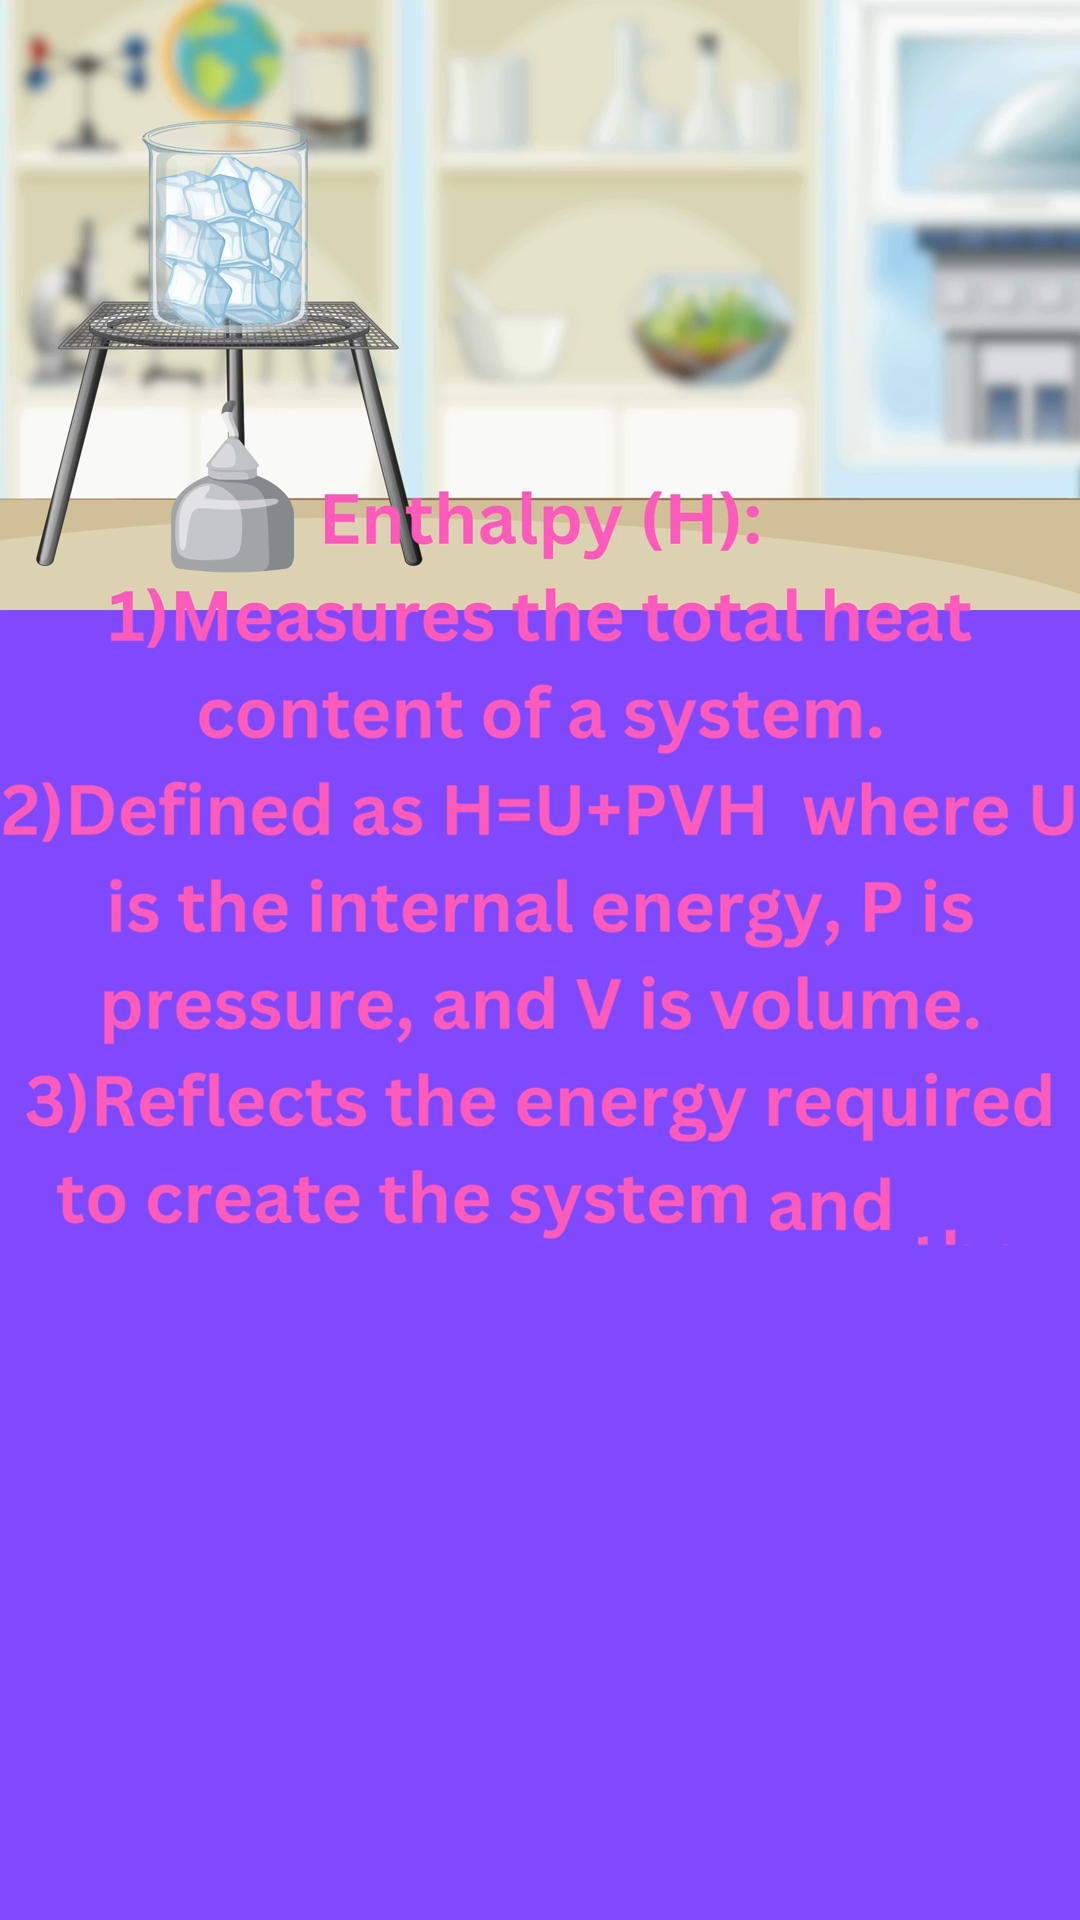 Enthalpy (H):
1)Measures the total heat
content of a system.
2)Defined as H=U+PVH  where U
is the internal energy, P is
pressure, and V is volume.
3)Reflects the energy required
to create the system and